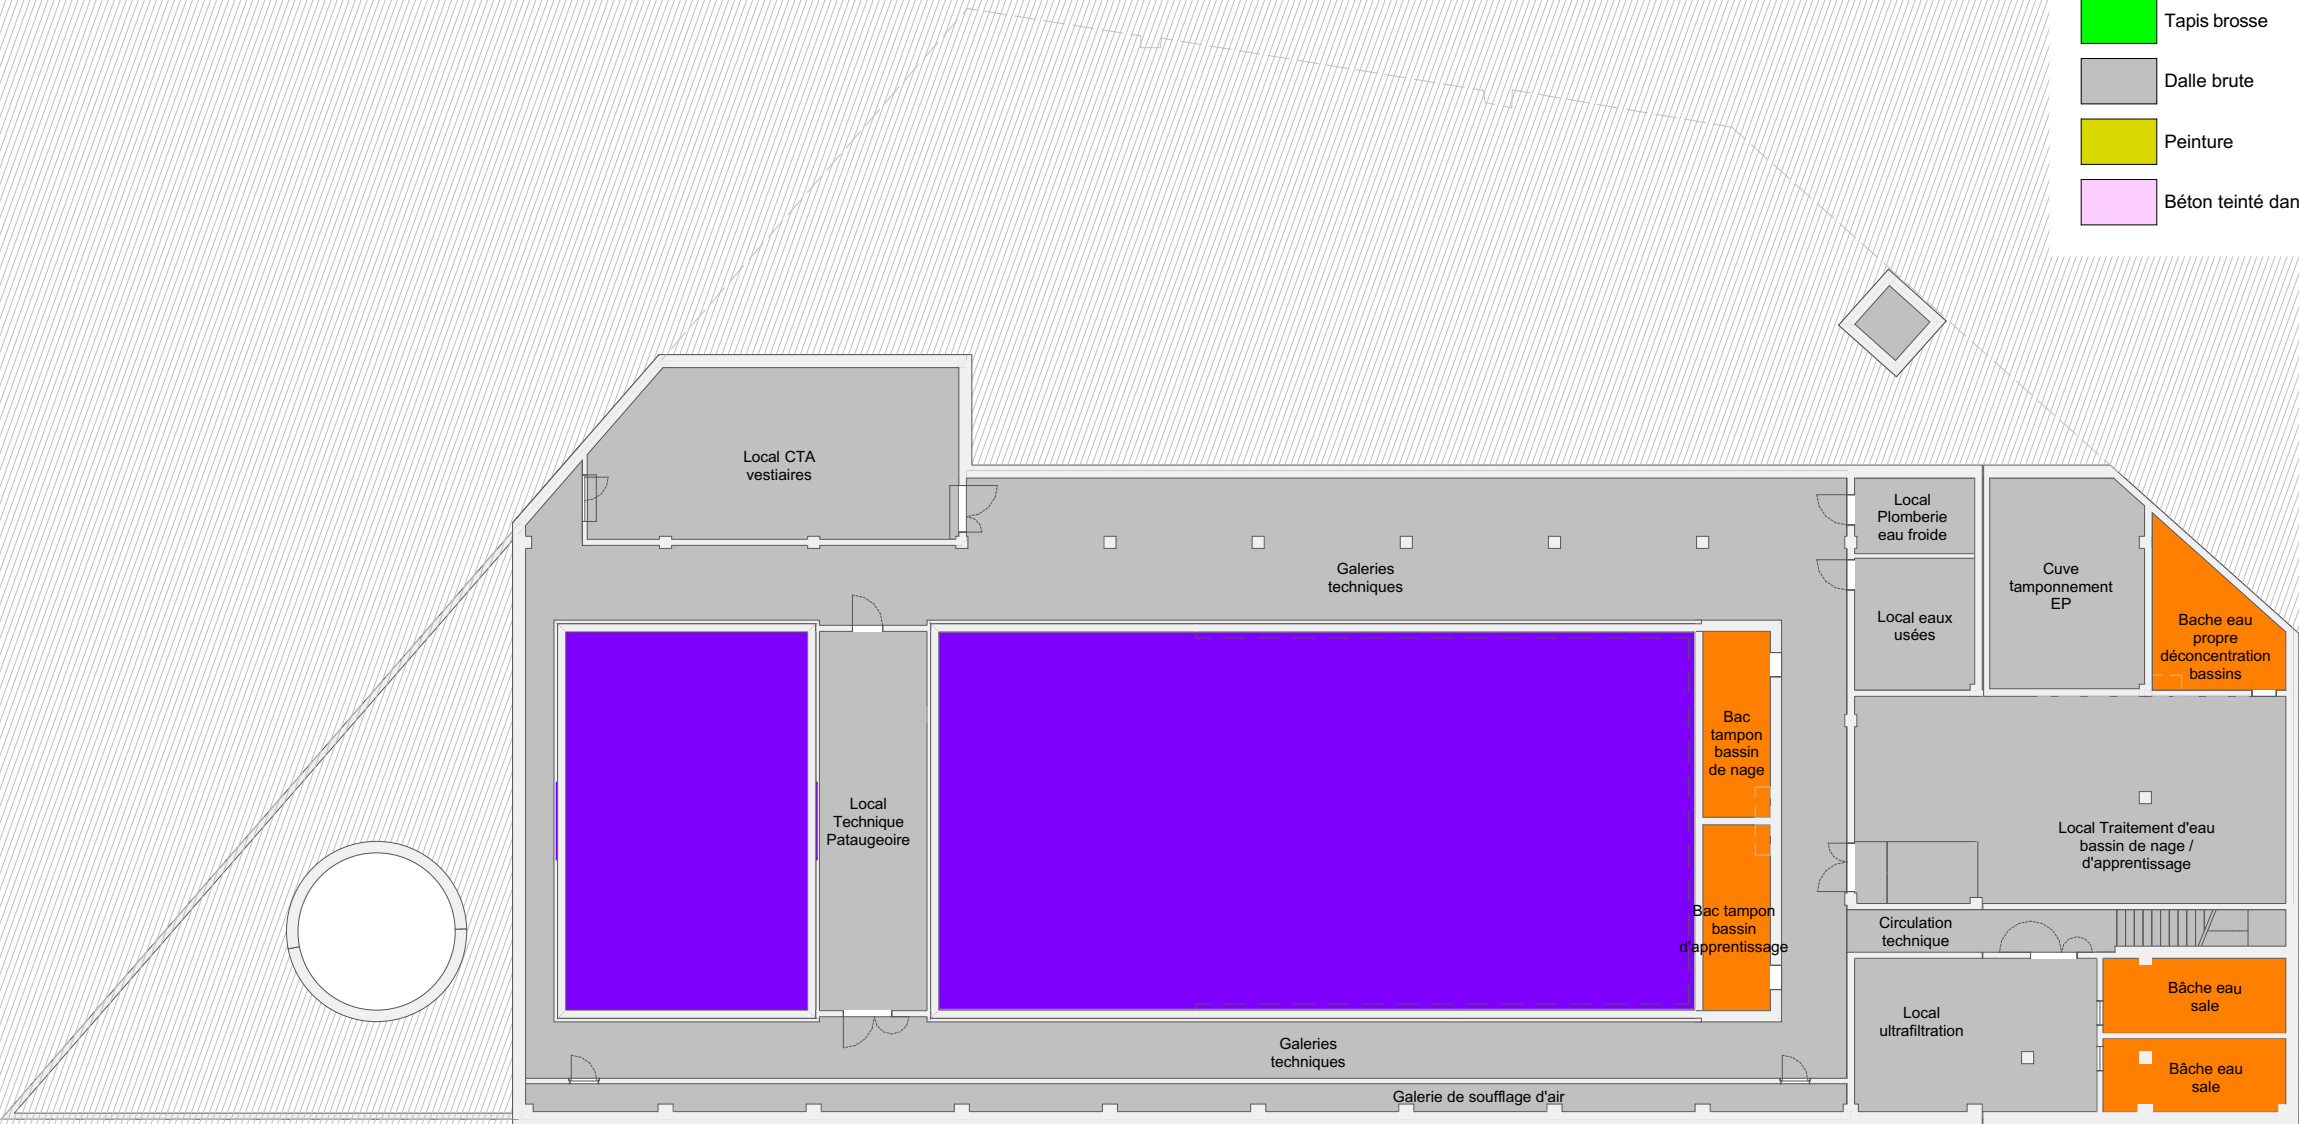 Tapis brosse
Dalle brute
Peinture
Béton teinté dan
Local CTA
vestiaires
Galeries
techniques
Local
Plomberie
eau froide
Local eaux
usées
Cuve
tamponnement
EP
Bache eau
propre
déconcentration
bassins
Bac
tampon
bassin
de nage
Local
Technique
Pataugeoire
Local Traitement d'eau
bassin de nage /
d'apprentissage
Bac tampon
bassin
d'apprentissage
Circulation
technique
Local
ultrafiltration
Bâche eau
sale
Galeries
techniques
Bâche eau
sale
Galerie de soufflage d'air